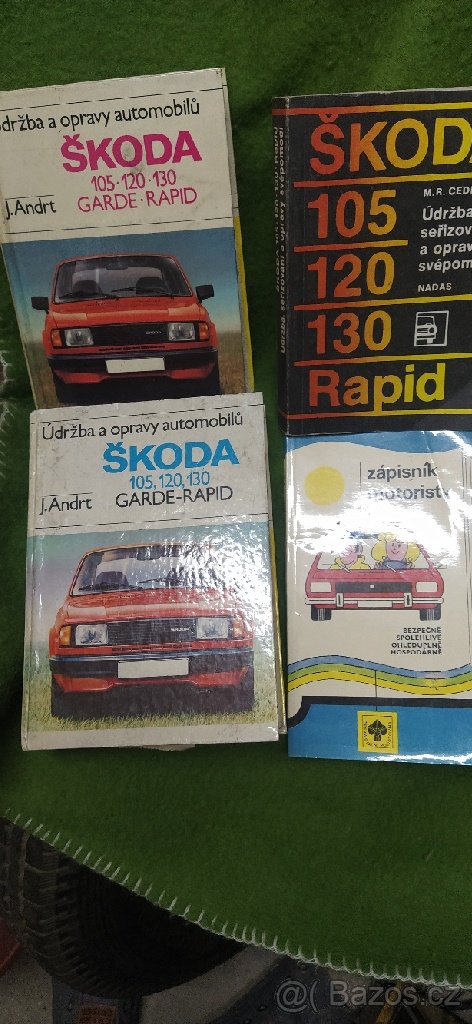 údržba a opravy automobilů
ŠKODA
105·120·130
J.Andrt GARDE·RAPID
Údržba a opravy automobilů
ŠKODA
105,120,130
J.Andrt GARDE-RAPID
ŠKODA
M.R. CEDR
105
Údržba
seřizov
a oprav
svépom
120
NADAS
130
Rapid
zápisník
motoristy
BEZPEČNĚ
SPOLEHLIVĚ
OHLEDUPLNĚ
HOSPODÁRNĚ
@ Bazos.cz